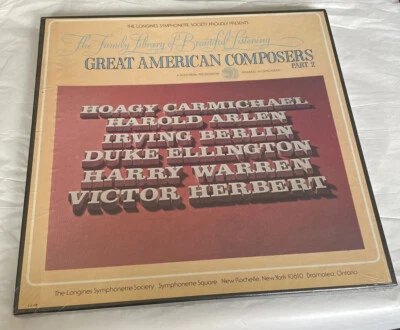 THE LONGINES SYMPHONETTE SOCIETY PROUDLY PRESENTS
The Family Library of Beautiful Listening
GREAT AMERICAN COMPOSERS
PART 2
HOAGY CARMICHAEL
HAROLD ARLEN
IRVING BERLIN
DUKE ELLINGTON
HARRY WARREN
VICTOR HERBERT
The Longines Symphonette Society Symphonette Square New Rochelle, New York 10810 Bramalea, Ontario